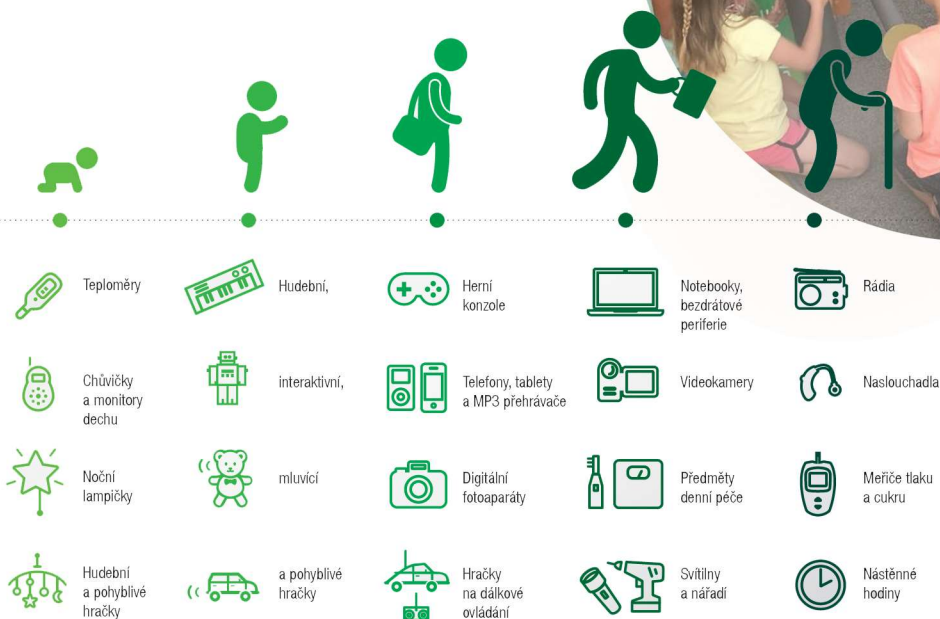 Teploměry
Hudební,
Herní
konzole
Notebooky,
bezdrátové
periferie
Rádia
Chůvičky
a monitory
dechu
interaktivní,
Telefony, tablety
a MP3 přehrávače
Videokamery
Naslouchadla
Noční
lampičky
mluvící
Digitální
fotoaparáty
Předměty
denní péče
Meřiče tlaku
a cukru
Hudební
a pohyblivé
hračky
a pohyblivé
hračky
Hračky
na dálkové
ovládání
Svítilny
a nářadí
Nástěnné
hodiny